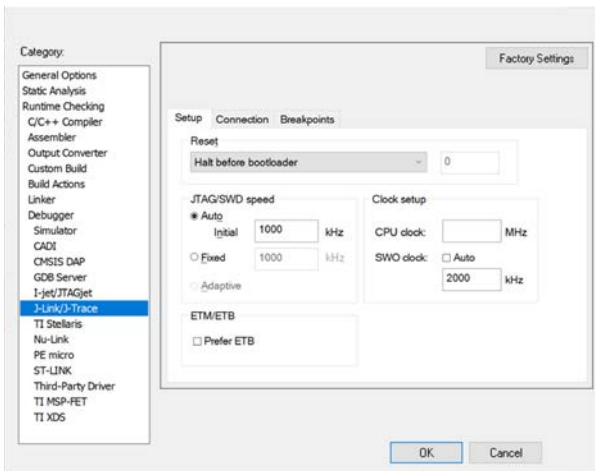 Category:
Factory Settings
General Options
Static Analysis
Runtime Checking
C/C++ Compiler
Assembler
Output Converter
Custom Build
Build Actions
Linker
Debugger
Simulator
CADI
CMSIS DAP
GDB Server
I-jet/JTAGjet
J-Link/J-Trace
TI Stellaris
Nu-Link
PE micro
ST-LINK
Third-Party Driver
TI MSP-FET
TI XDS
Setup Connection Breakpoints
Reset
Halt before bootloader 0
JTAG/SWD speed
Auto
Initial 1000 kHz
Fixed 1000 kHz
Adaptive
Clock setup
CPU clock: MHz
SWO clock: Auto
2000 kHz
ETM/ETB
Prefer ETB
OK Cancel